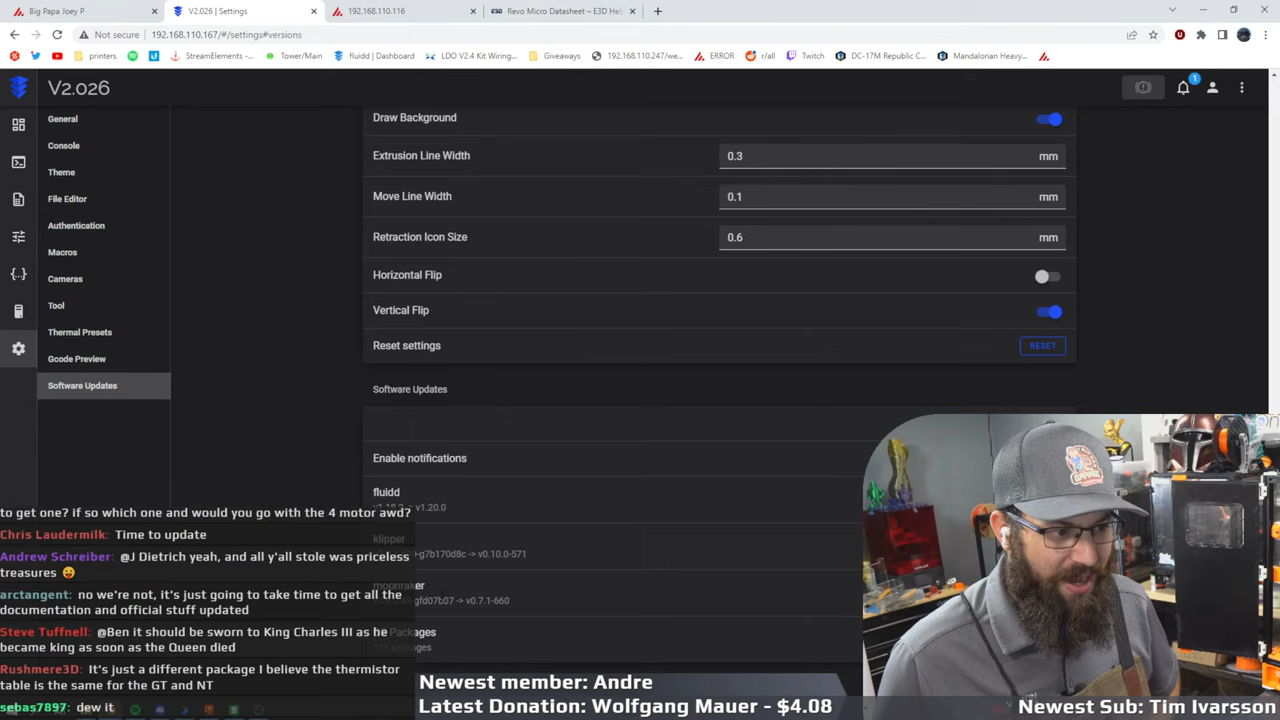 Big Papa Joey P
V2.026 | Settings
192.168.110.116
Revo Micro Datasheet – E3D Hel
Not secure
192.168.110.167/#/settings#versions
printers
StreamElements -...
Tower/Main
fluidd | Dashboard
LDO V2.4 Kit Wiring...
Giveaways
192.168.110.247/we...
ERROR
r/all
Twitch
DC-17M Republic C...
Mandalorian Heavy...
V2.026
1
General
Console
Theme
File Editor
Authentication
Macros
Cameras
Tool
Thermal Presets
Gcode Preview
Software Updates
Draw Background
Extrusion Line Width
0.3
mm
Move Line Width
0.1
mm
Retraction Icon Size
0.6
mm
Horizontal Flip
Vertical Flip
Reset settings
RESET
Software Updates
Enable notifications
fluidd
-> v1.20.0
klipper
-g7b170d8c -> v0.10.0-571
moonraker
gfd07b07 -> v0.7.1-660
Packages
packages
to get one? if so which one and would you go with the 4 motor awd?
Chris Laudermilk: Time to update
Andrew Schreiber: @J Dietrich yeah, and all y'all stole was priceless
treasures 😜
arctangent: no we're not, it's just going to take time to get all the
documentation and official stuff updated
Steve Tuffnell: @Ben it should be sworn to King Charles III as he
became king as soon as the Queen died
Rushmere3D: It's just a different package I believe the thermistor
table is the same for the GT and NT
sebas7897: dew it
Newest member: Andre
Latest Donation: Wolfgang Mauer - $4.08
Newest Sub: Tim Ivarsson